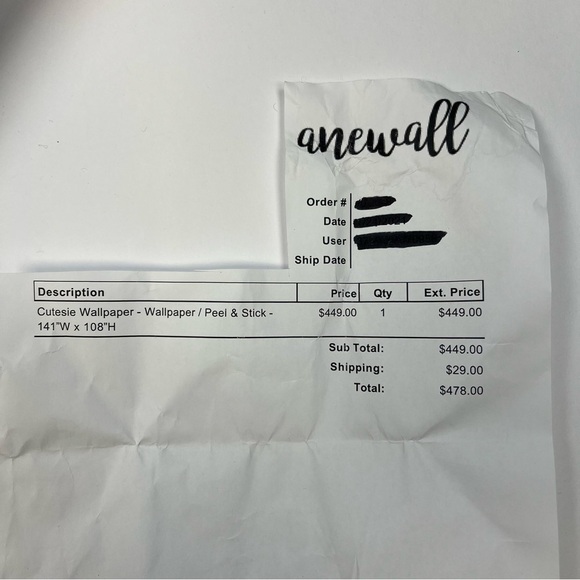 anewall
Order #
Date
User
Ship Date
Description Price Qty Ext. Price
Cutesie Wallpaper - Wallpaper / Peel & Stick - $449.00 1 $449.00
141"W x 108"H
Sub Total: $449.00
Shipping: $29.00
Total: $478.00